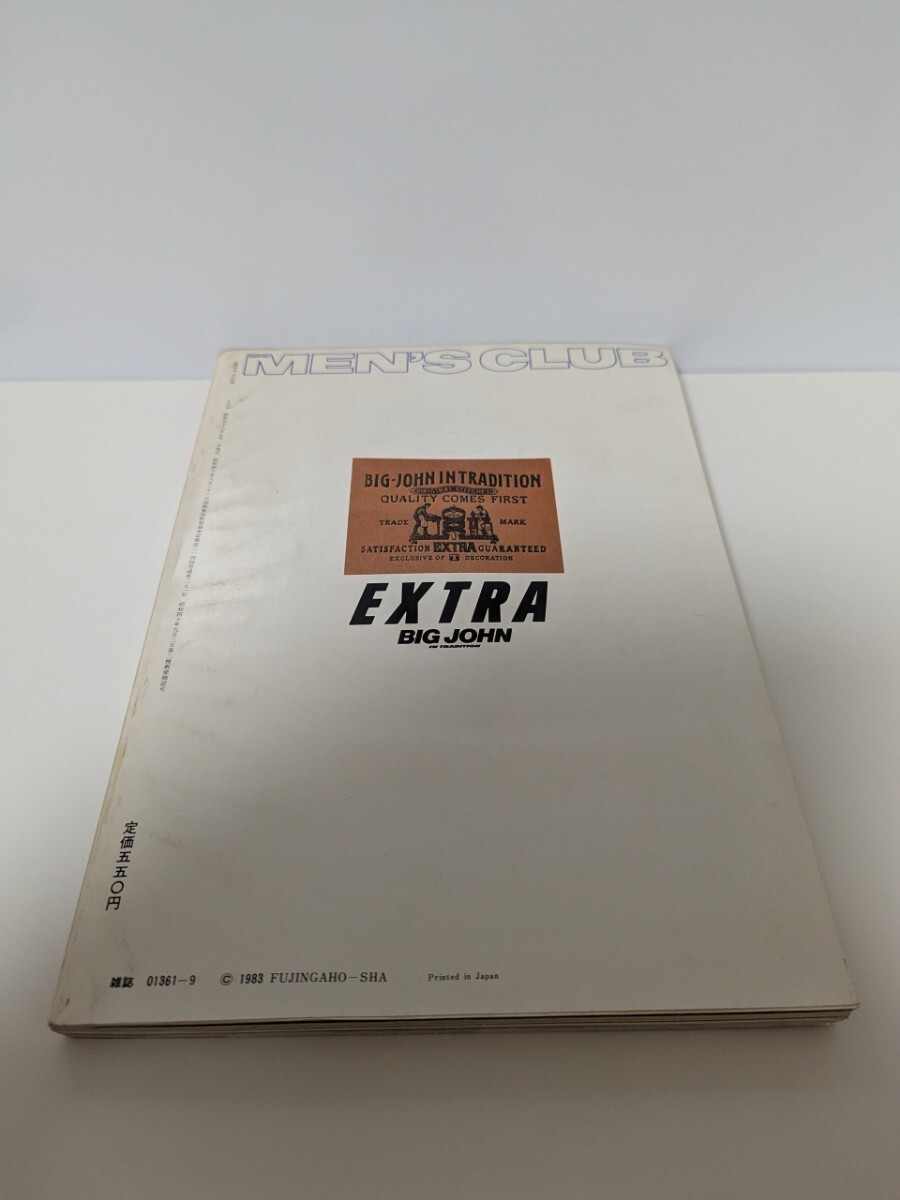 MEN'S CLUB
BIG-JOHN IN TRADITION
ORIGINAL STITCHES
QUALITY COMES FIRST
TRADE MARK
SATISFACTION EXTRA GUARANTEED
EXCLUSIVE OF DECORATION
EXTRA
BIG JOHN
IN TRADITION
定価五五〇円
雑誌 01361-9 © 1983 FUJINGAHO-SHA Printed in Japan